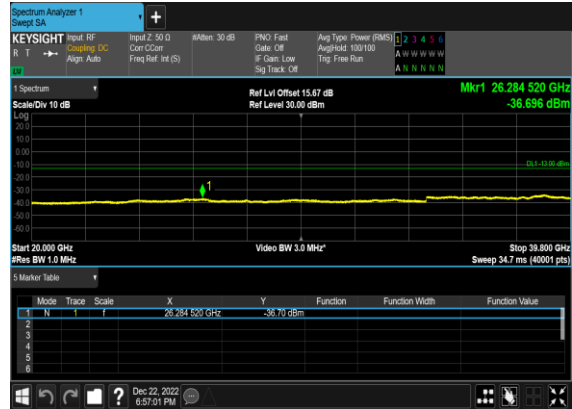 Spectrum Analyzer 1
Swept SA
+
KEYSIGHT Input: RF Input Z: 50 Ω #Atten: 30 dB PNO: Fast Avg Type: Power (RMS) 1 2 3 4 5 6
R T Coupling: DC Corr CCorr Gate: Off Avg|Hold: 100/100 A W W W W W
Align: Auto Freq Ref: Int (S) IF Gain: Low Trig: Free Run
Sig Track: Off A N N N N N
1 Spectrum
Ref Lvl Offset 15.67 dB Mkr1 26.284 520 GHz
Scale/Div 10 dB Ref Level 30.00 dBm -36.696 dBm
Log
20.0
10.0
0.00
-10.0 DL1 -13.00 dBm
-20.0
-30.0 1
-40.0
-50.0
-60.0
Start 20.000 GHz Video BW 3.0 MHz* Stop 39.800 GHz
#Res BW 1.0 MHz Sweep 34.7 ms (40001 pts)
5 Marker Table
Mode Trace Scale X Y Function Function Width Function Value
1 N 1 f 26.284 520 GHz -36.70 dBm
2
3
4
5
6
? Dec 22, 2022
6:57:01 PM